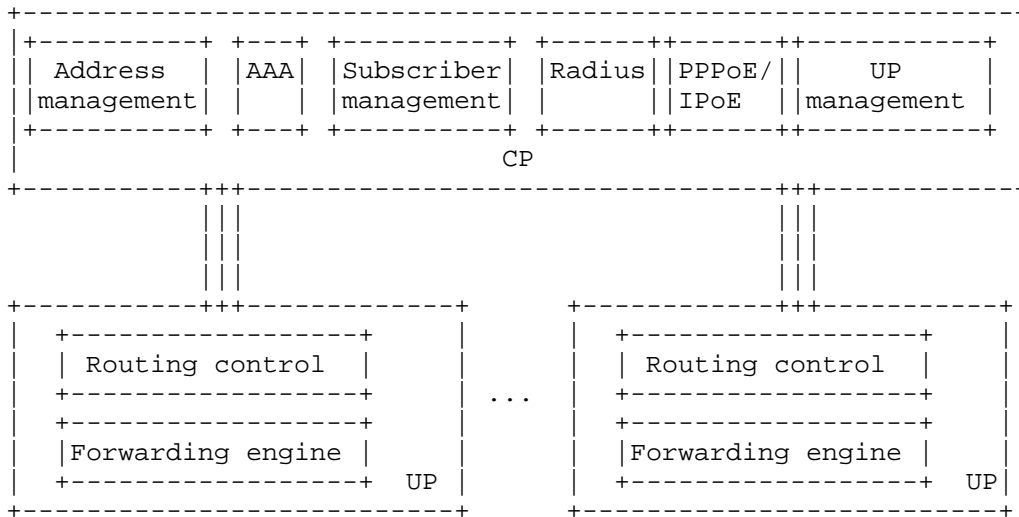 Address AAA Subscriber Radius PPPoE/ UP
management management IPoE management
CP
Routing control Routing control
...
Forwarding engine Forwarding engine
UP UP